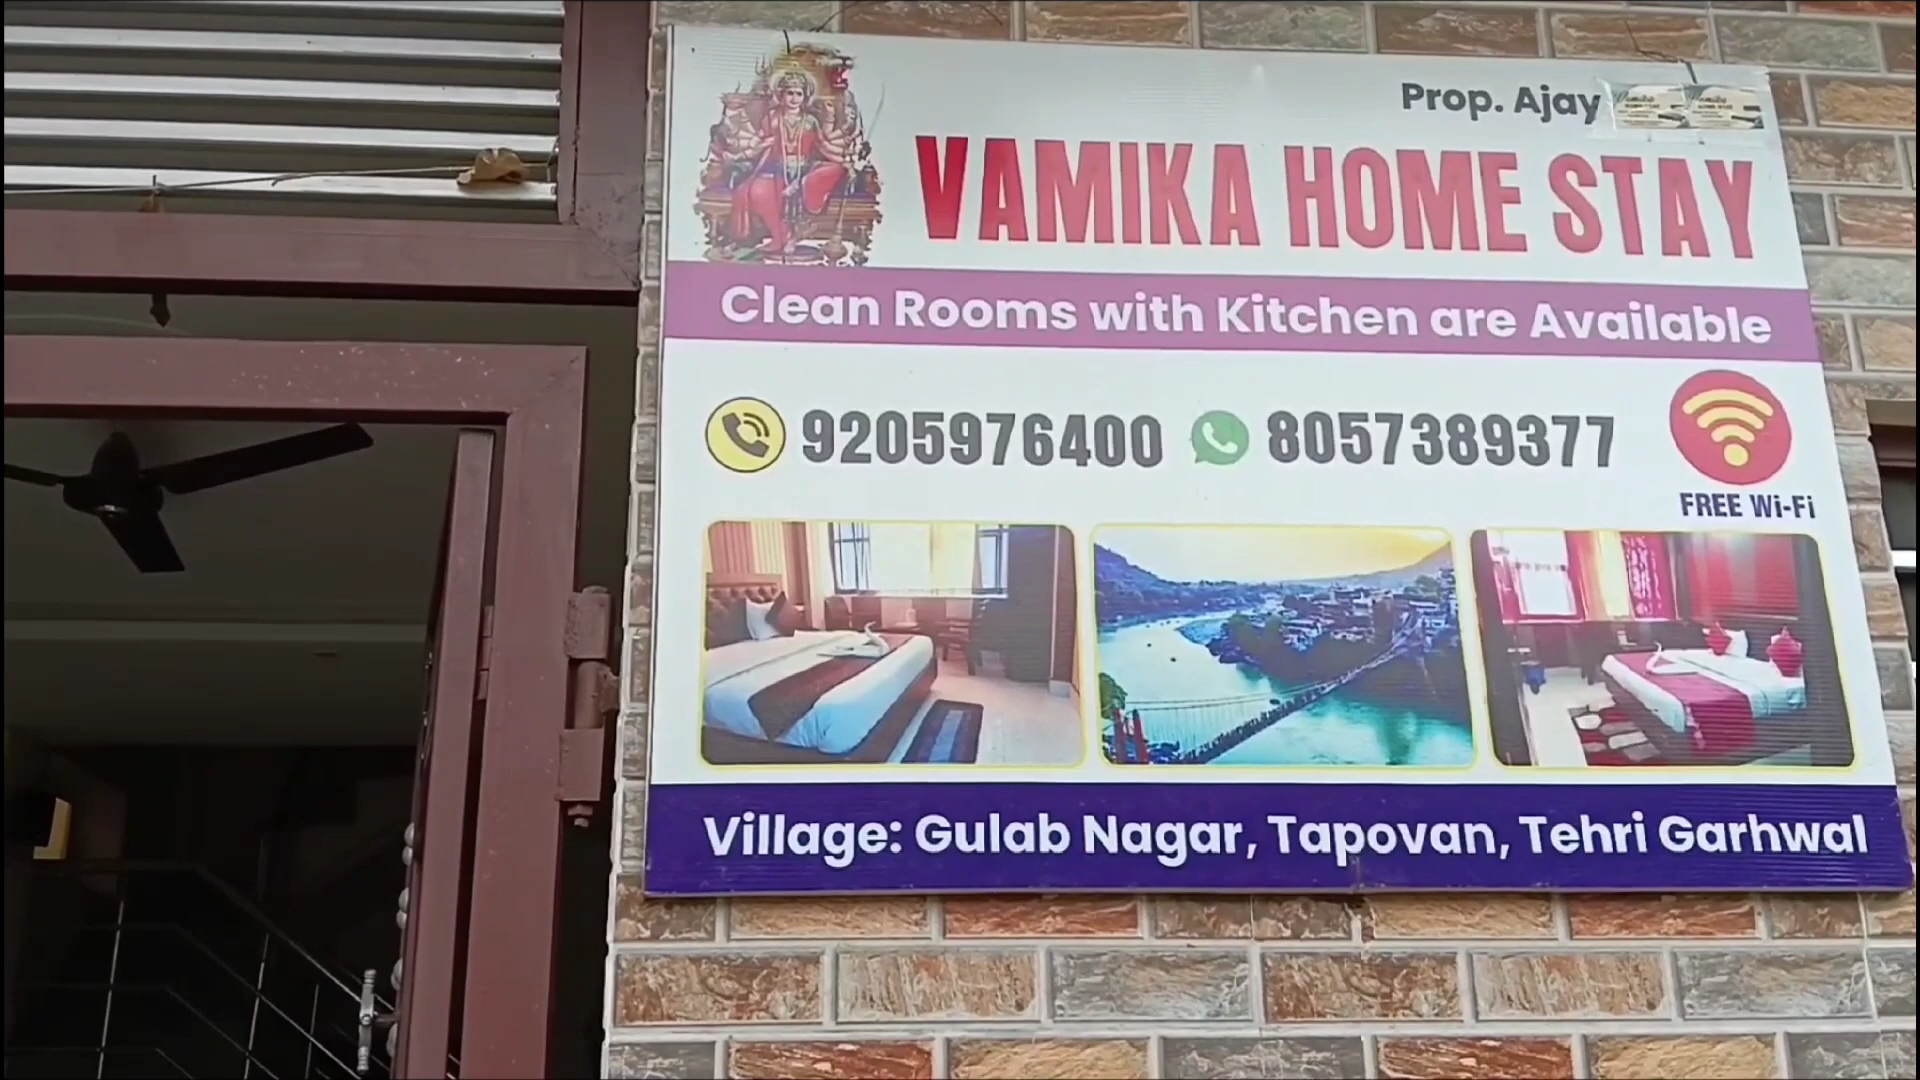 Prop. Ajay
VAMIKA HOME STAY
Clean Rooms with Kitchen are Available
9205976400 8057389377
FREE Wi-Fi
Village: Gulab Nagar, Tapovan, Tehri Garhwal